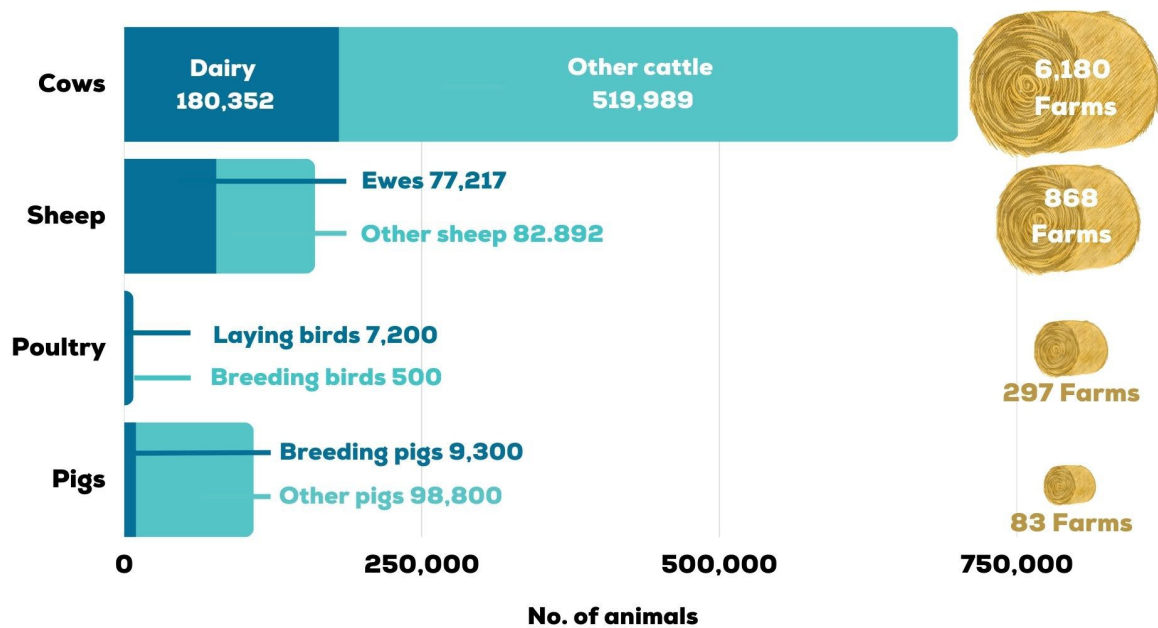 Cows
Dairy
180,352
Other cattle
519,989
6,180
Farms
Sheep
Ewes 77,217
Other sheep 82.892
868
Farms
Poultry
Laying birds 7,200
Breeding birds 500
297 Farms
Pigs
Breeding pigs 9,300
Other pigs 98,800
83 Farms
0
250,000
500,000
750,000
No. of animals